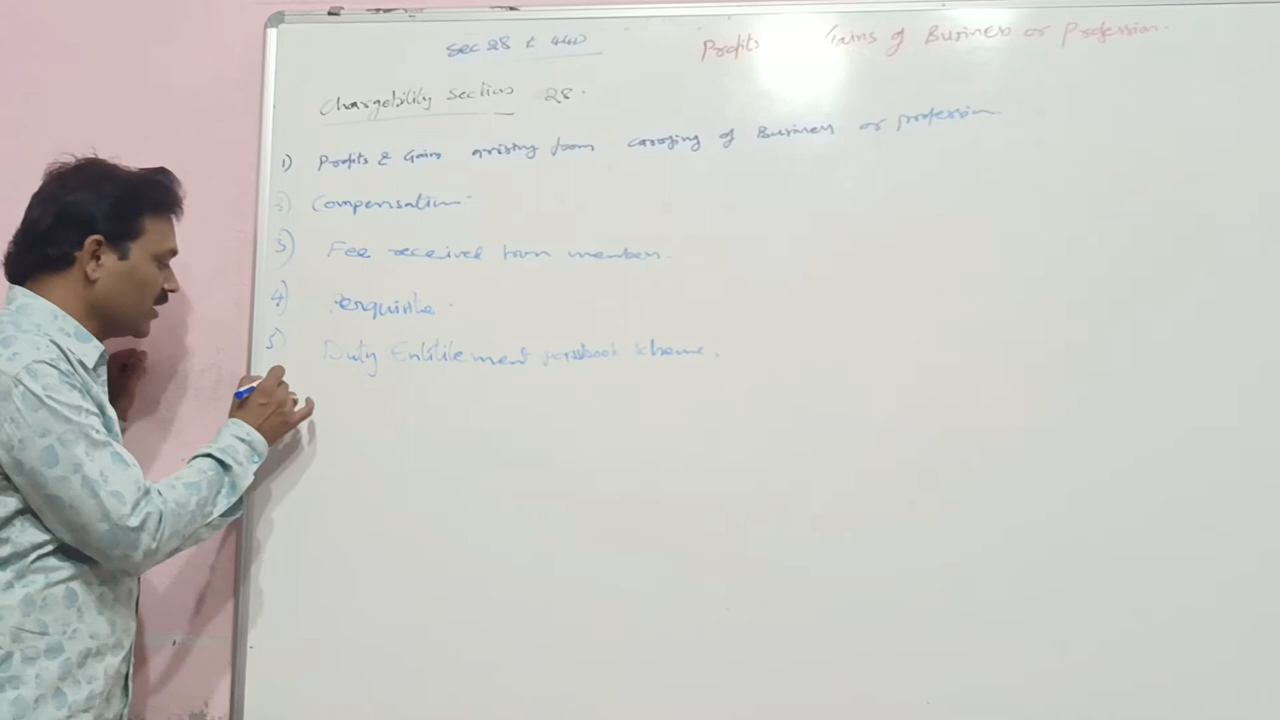 Sec 28 to 44D
Profits Gains of Business or Profession.
Chargebility Section 28.
1) Profits & Gains arising from carrying of Business or profession
2) Compensation
3) Fee received from members.
4) Perquisite.
5) Duty Entitilement passbook scheme.